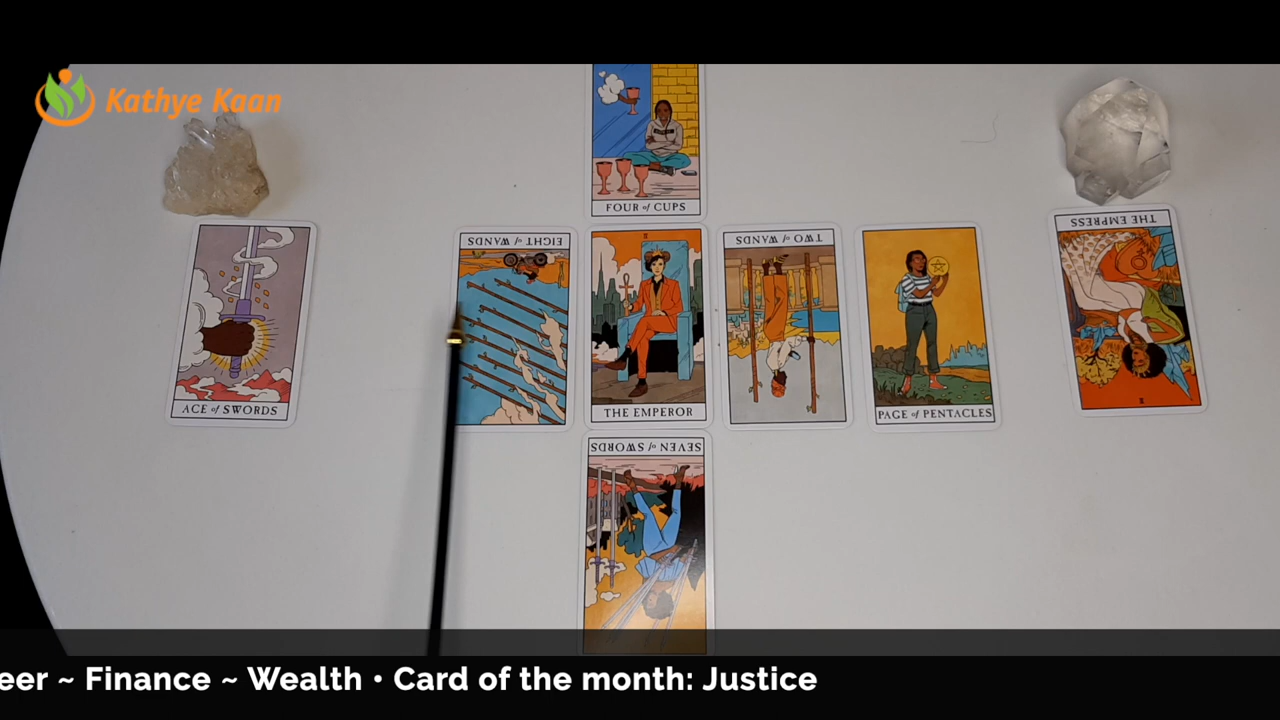 Kathye Kaan
FOUR of CUPS
EIGHT of WANDS
TWO of WANDS
THE EMPRESS
ACE of SWORDS
THE EMPEROR
PAGE of PENTACLES
SEVEN of SWORDS
eer ~ Finance ~ Wealth • Card of the month: Justice